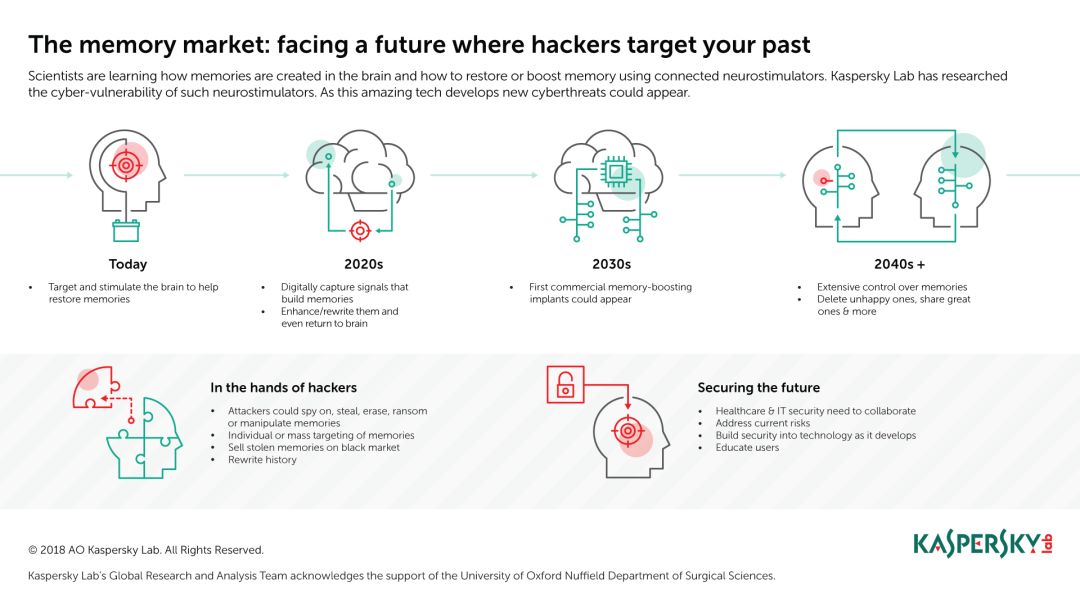 The memory market: facing a future where hackers target your past
Scientists are learning how memories are created in the brain and how to restore or boost memory using connected neurostimulators. Kaspersky Lab has researched
the cyber-vulnerability of such neurostimulators. As this amazing tech develops new cyberthreats could appear.
Today
• Target and stimulate the brain to help
restore memories
2020s
• Digitally capture signals that
build memories
• Enhance/rewrite them and
even return to brain
2030s
• First commercial memory-boosting
implants could appear
2040s +
• Extensive control over memories
• Delete unhappy ones, share great
ones & more
In the hands of hackers
• Attackers could spy on, steal, erase, ransom
or manipulate memories
• Individual or mass targeting of memories
• Sell stolen memories on black market
• Rewrite history
Securing the future
• Healthcare & IT security need to collaborate
• Address current risks
• Build security into technology as it develops
• Educate users
© 2018 AO Kaspersky Lab. All Rights Reserved.
KASPERSKY lab
Kaspersky Lab's Global Research and Analysis Team acknowledges the support of the University of Oxford Nuffield Department of Surgical Sciences.